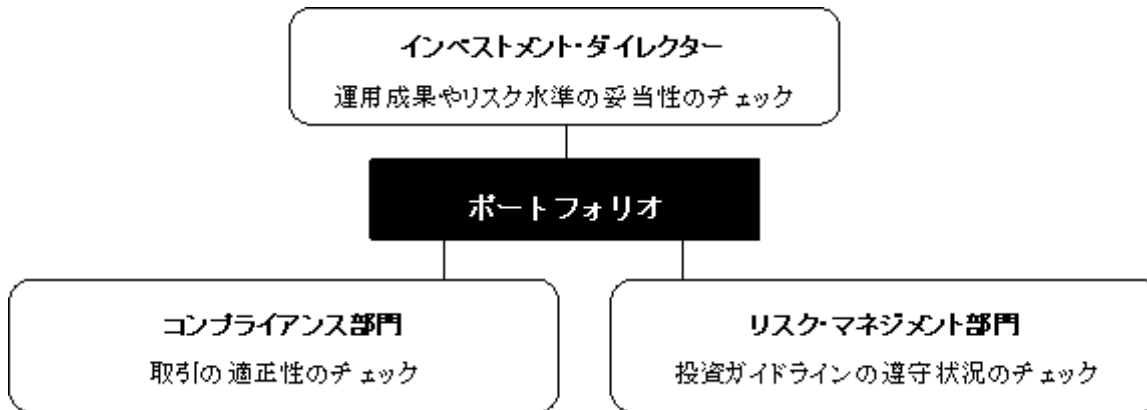 インベストメント・ダイレクター
運用成果やリスク水準の妥当性のチェック
ポートフォリオ
コンプライアンス部門
取引の適正性のチェック
リスク・マネジメント部門
投資ガイドラインの遵守状況のチェック